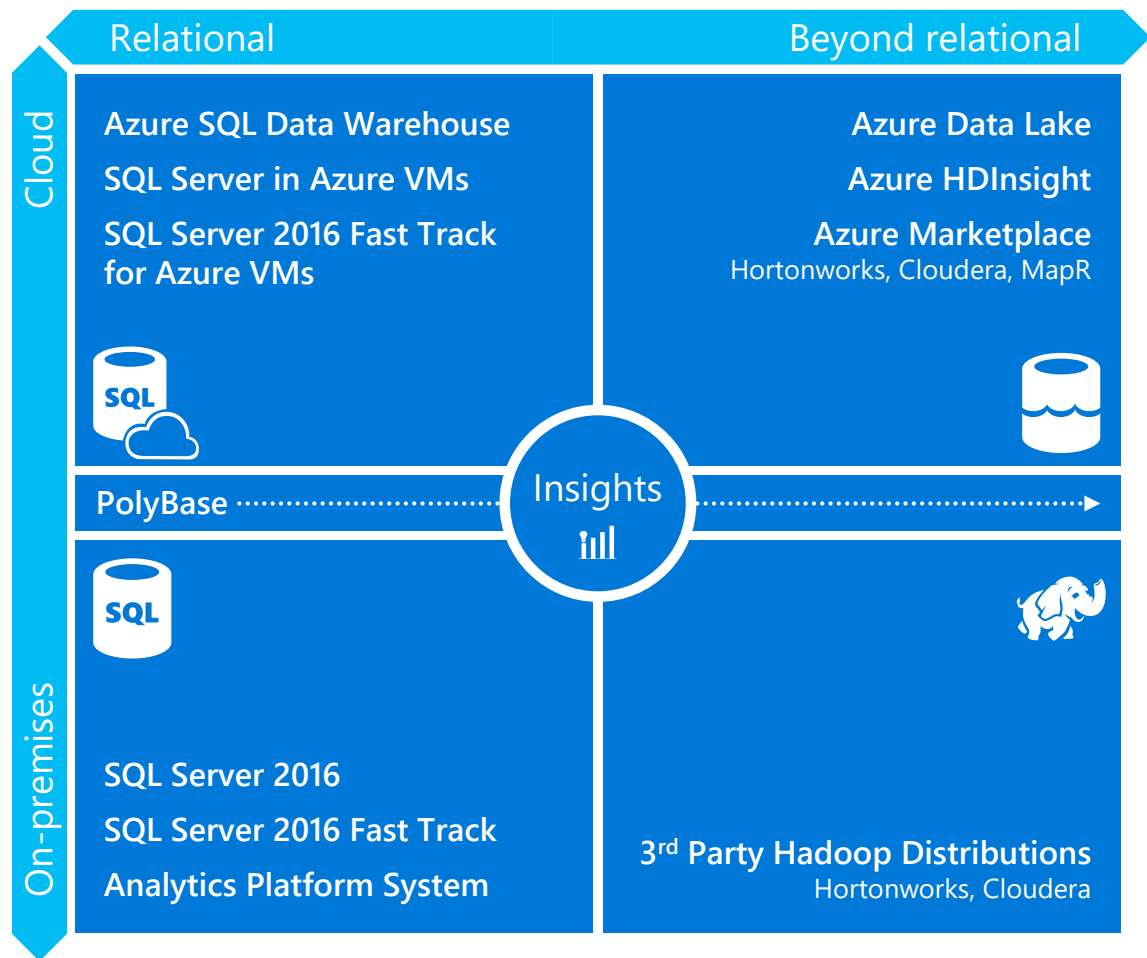 Relational
Beyond relational
Cloud
Azure SQL Data Warehouse
SQL Server in Azure VMs
SQL Server 2016 Fast Track
for Azure VMs
SQL
Azure Data Lake
Azure HDInsight
Azure Marketplace
Hortonworks, Cloudera, MapR
PolyBase
Insights
On-premises
SQL
SQL Server 2016
SQL Server 2016 Fast Track
Analytics Platform System
3rd Party Hadoop Distributions
Hortonworks, Cloudera